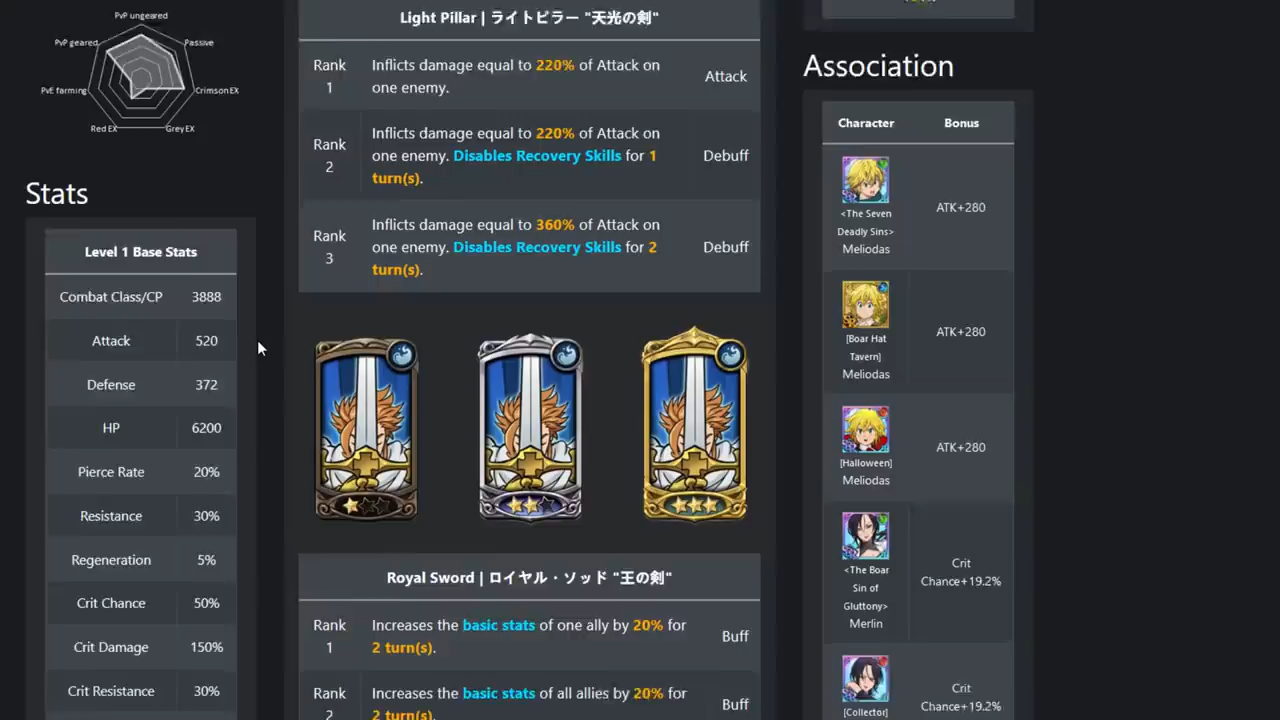 PvP ungeared
PvP geared
Passive
PvE farming
Crimson EX
Red EX
Grey EX
Stats
Level 1 Base Stats
Combat Class/CP 3888
Attack 520
Defense 372
HP 6200
Pierce Rate 20%
Resistance 30%
Regeneration 5%
Crit Chance 50%
Crit Damage 150%
Crit Resistance 30%
Light Pillar | ライトピラー "天光の剣"
Rank
1
Inflicts damage equal to 220% of Attack on
one enemy.
Attack
Rank
2
Inflicts damage equal to 220% of Attack on
one enemy. Disables Recovery Skills for 1
turn(s).
Debuff
Rank
3
Inflicts damage equal to 360% of Attack on
one enemy. Disables Recovery Skills for 2
turn(s).
Debuff
Royal Sword | ロイヤル・ソッド "王の剣"
Rank
1
Increases the basic stats of one ally by 20% for
2 turn(s).
Buff
Rank
2
Increases the basic stats of all allies by 20% for
2 turn(s).
Buff
Association
Character Bonus
<The Seven
Deadly Sins>
Meliodas
ATK+280
[Boar Hat
Tavern]
Meliodas
ATK+280
[Halloween]
Meliodas
ATK+280
<The Boar
Sin of
Gluttony>
Merlin
Crit
Chance+19.2%
[Collector]
Crit
Chance+19.2%